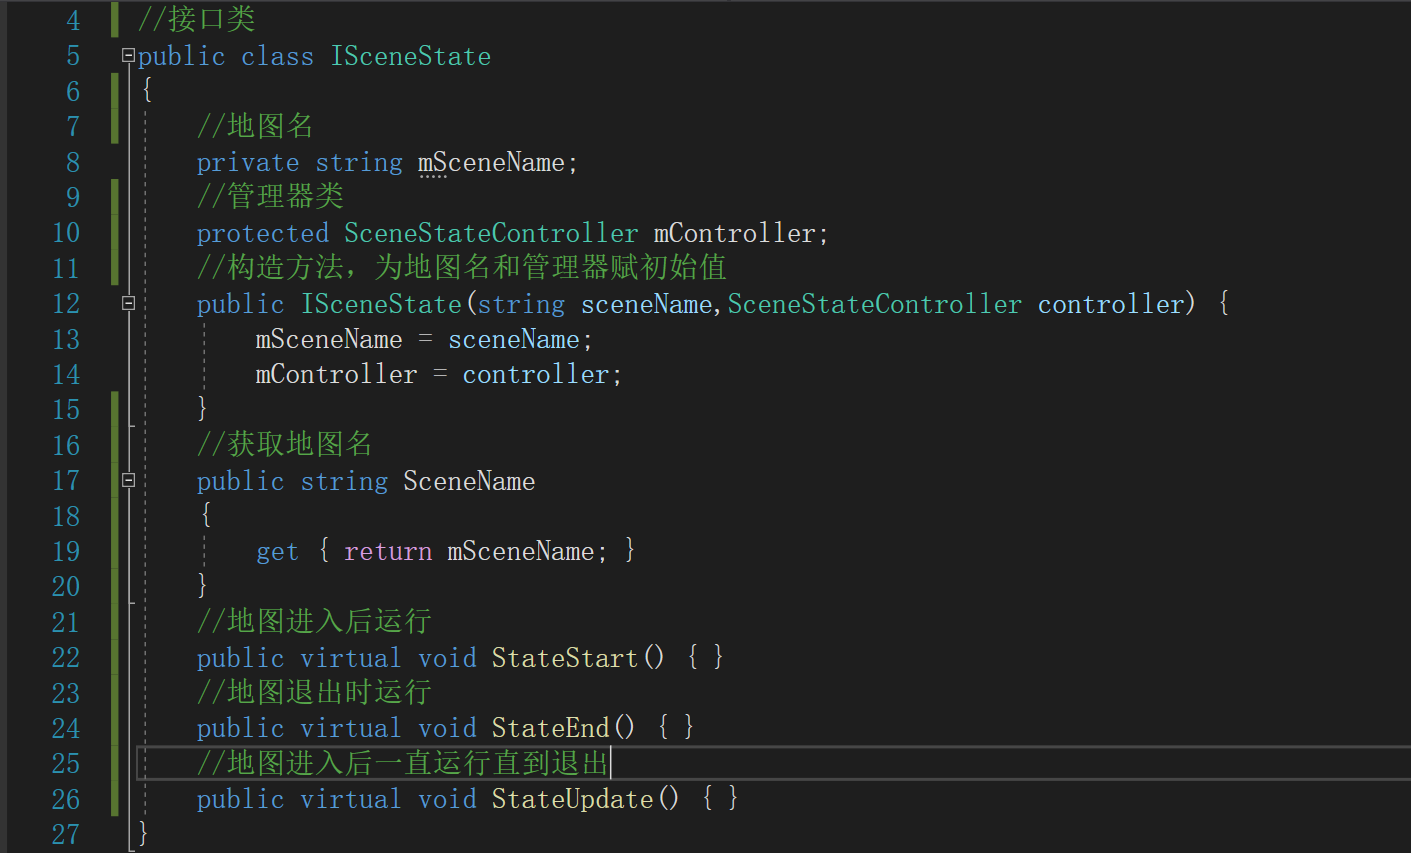 4 //接口类
5 public class ISceneState
6 {
7 //地图名
8 private string mSceneName;
9 //管理器类
10 protected SceneStateController mController;
11 //构造方法，为地图名和管理器赋初始值
12 public ISceneState(string sceneName,SceneStateController controller) {
13 mSceneName = sceneName;
14 mController = controller;
15 }
16 //获取地图名
17 public string SceneName
18 {
19 get { return mSceneName; }
20 }
21 //地图进入后运行
22 public virtual void StateStart() { }
23 //地图退出时运行
24 public virtual void StateEnd() { }
25 //地图进入后一直运行直到退出
26 public virtual void StateUpdate() { }
27 }